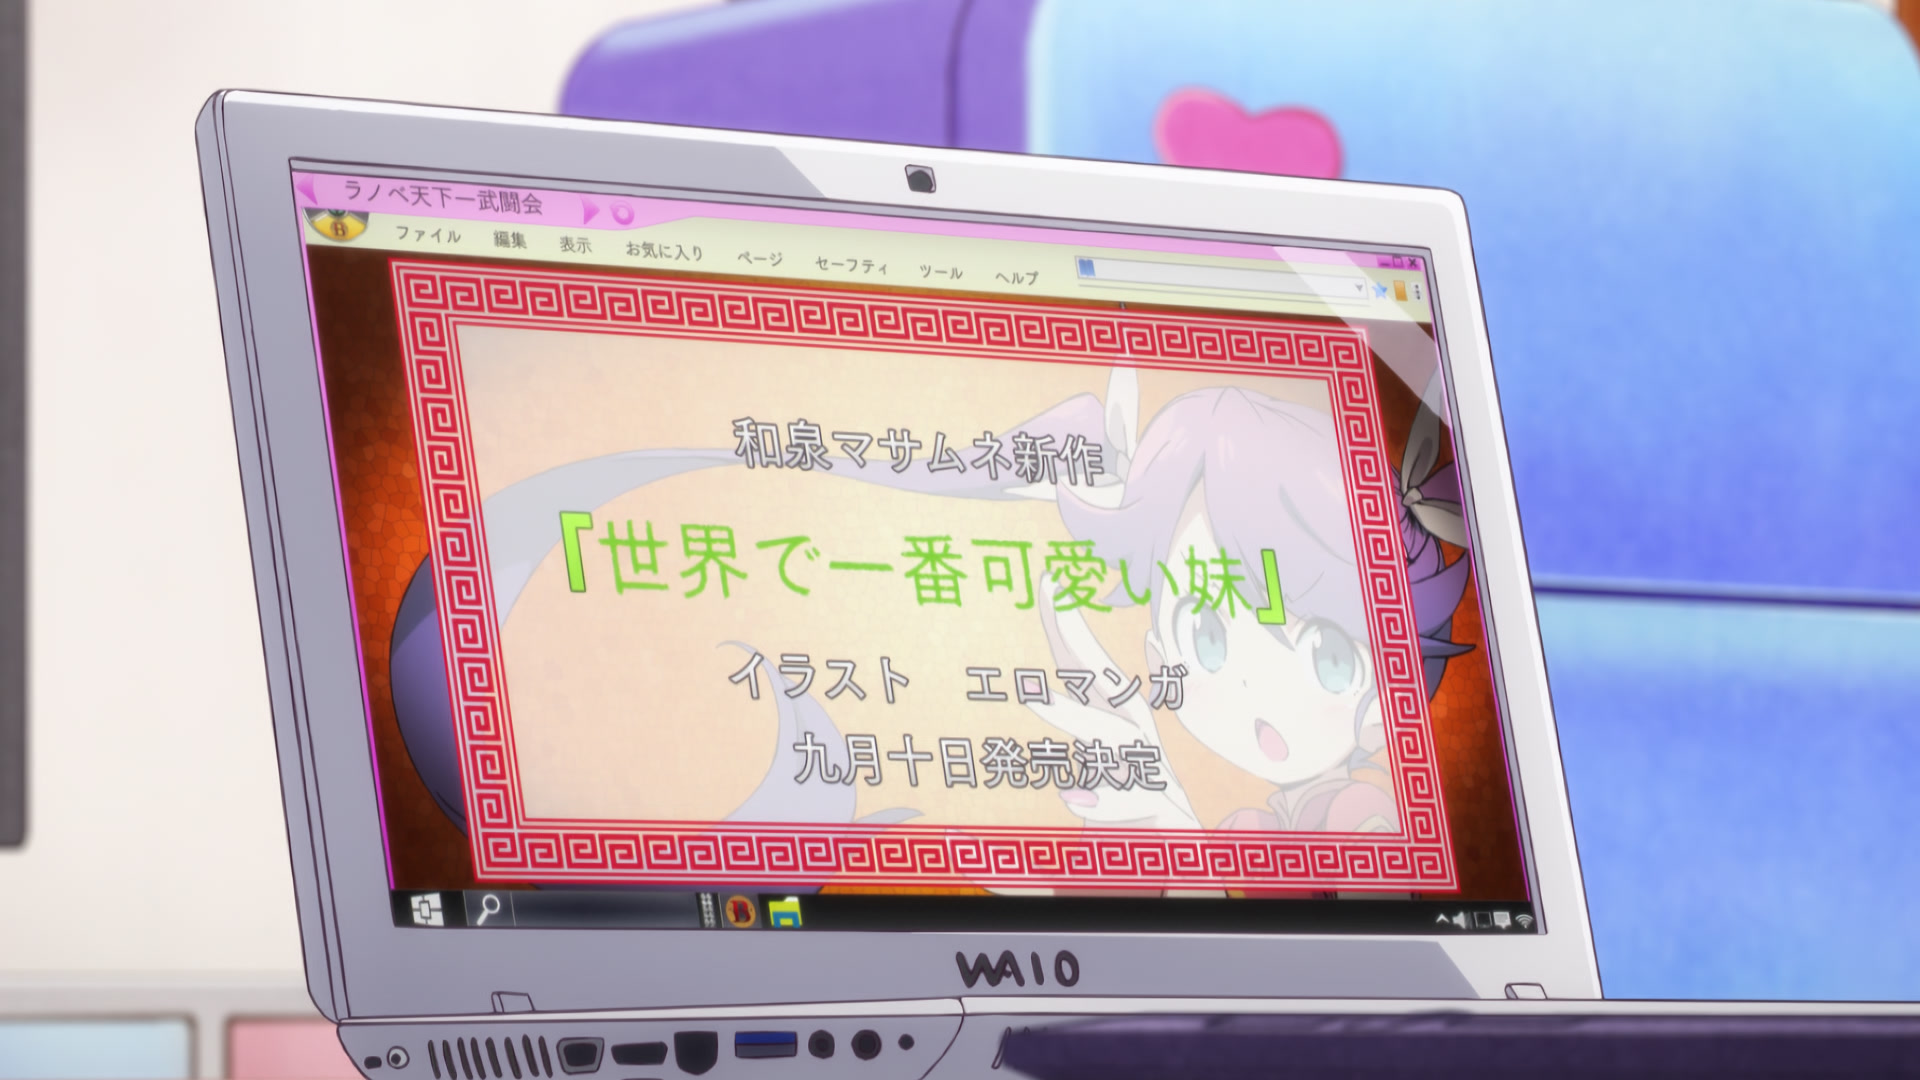 ラノベ天下一武闘会
B
ファイル 編集 表示 お気に入り ページ セーフティ ツール ヘルプ
和泉マサムネ新作
『世界で一番可愛い妹』
イラスト エロマンガ
九月十日発売決定
WAIO